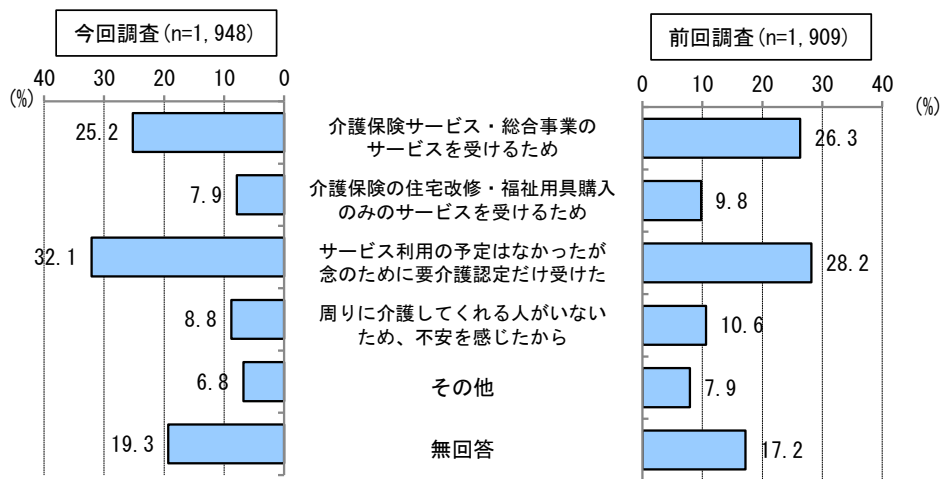 今回調査(n=1,948)
前回調査(n=1,909)
40 30 20 10 0
(%)
0 10 20 30 40
(%)
25.2
介護保険サービス・総合事業の
サービスを受けるため
26.3
7.9
介護保険の住宅改修・福祉用具購入
のみのサービスを受けるため
9.8
32.1
サービス利用の予定はなかったが
念のために要介護認定だけ受けた
28.2
8.8
周りに介護してくれる人がいない
ため、不安を感じたから
10.6
6.8
その他
7.9
19.3
無回答
17.2